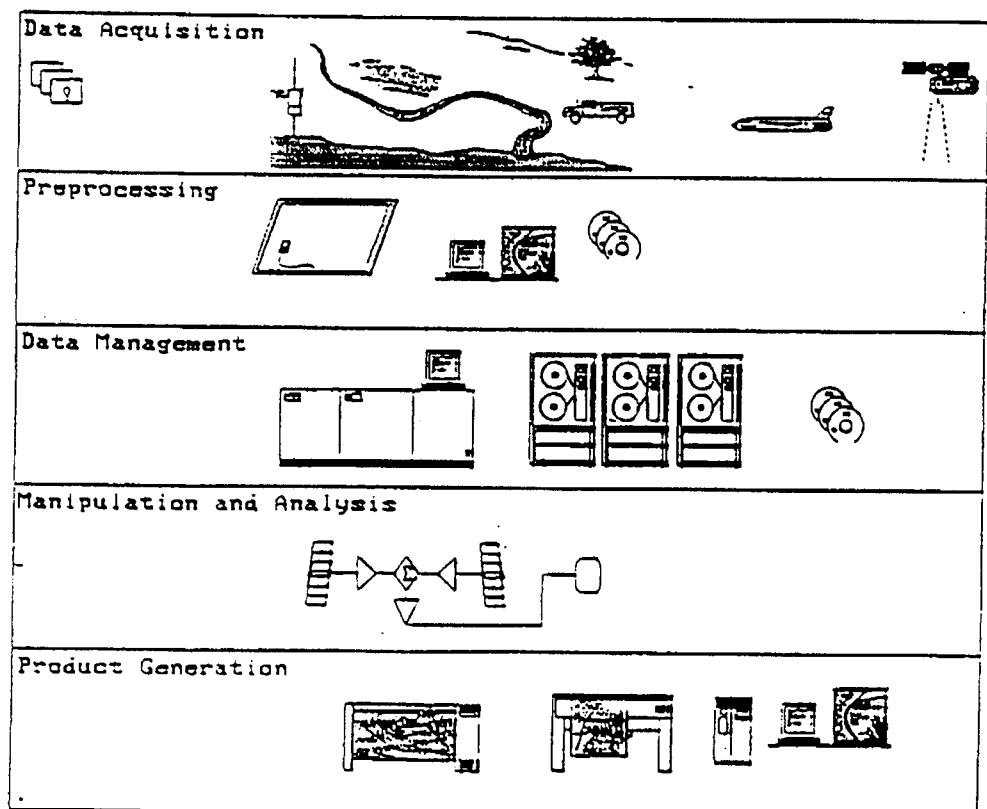 Data Acquisition
Preprocessing
Data Management
Manipulation and Analysis
Product Generation